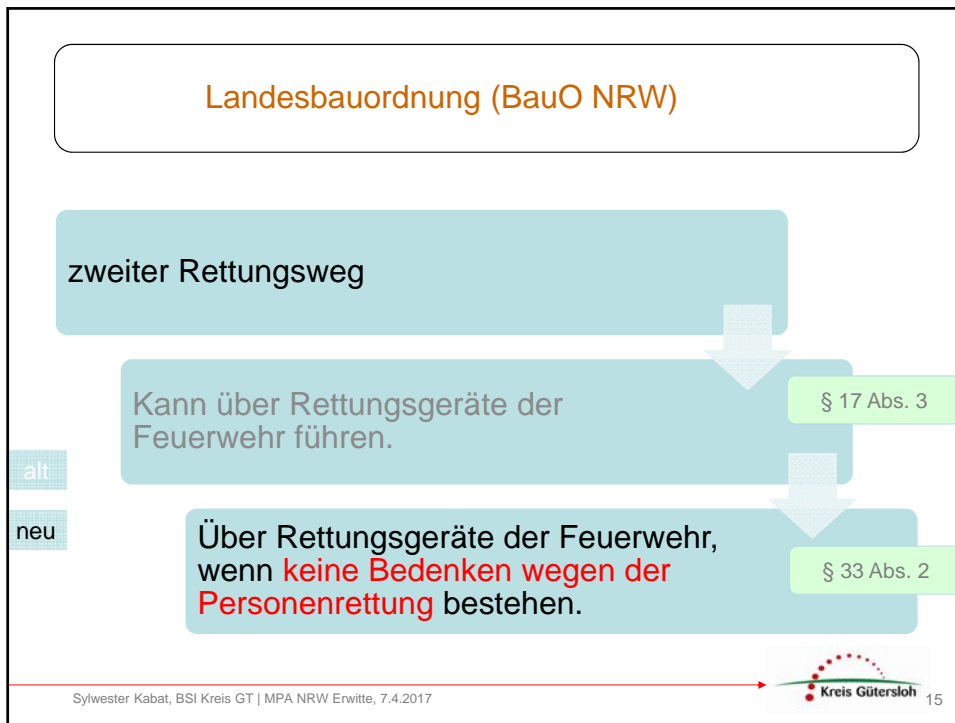 Landesbauordnung (BauO NRW)
zweiter Rettungsweg
Kann über Rettungsgeräte der
Feuerwehr führen.
§ 17 Abs. 3
alt
neu
Über Rettungsgeräte der Feuerwehr,
wenn keine Bedenken wegen der
Personenrettung bestehen.
§ 33 Abs. 2
Sylwester Kabat, BSI Kreis GT | MPA NRW Erwitte, 7.4.2017
Kreis Gütersloh
15